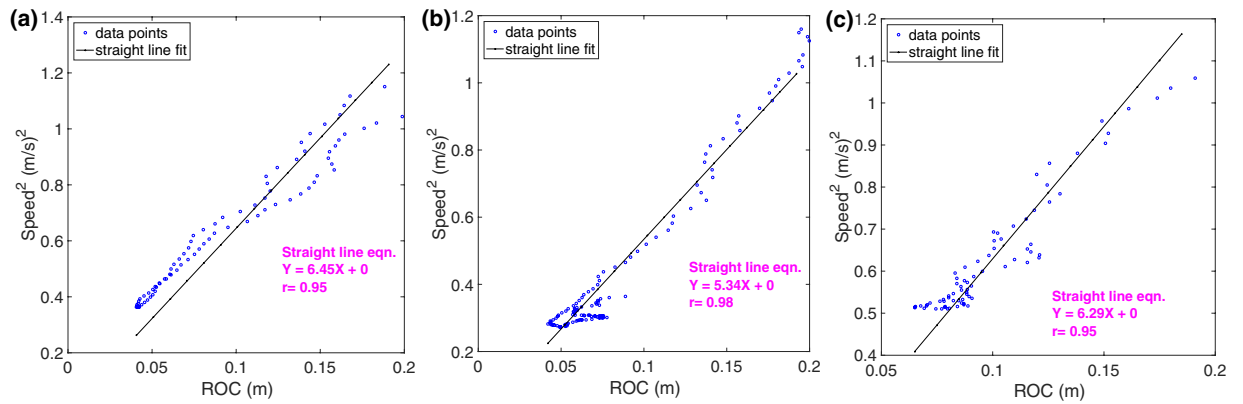 (a)
data points
straight line fit
1.4
1.2
1
0.8
0.6
0.4
0.2
Speed² (m/s)²
Straight line eqn.
Y = 6.45X + 0
r= 0.95
0
0.05
0.1
0.15
0.2
ROC (m)
(b)
data points
straight line fit
1.2
1
0.8
0.6
0.4
0.2
Speed² (m/s)²
Straight line eqn.
Y = 5.34X + 0
r= 0.98
0
0.05
0.1
0.15
0.2
ROC (m)
(c)
data points
straight line fit
1.2
1.1
1
0.9
0.8
0.7
0.6
0.5
0.4
Speed² (m/s)²
Straight line eqn.
Y = 6.29X + 0
r= 0.95
0.05
0.1
0.15
0.2
ROC (m)